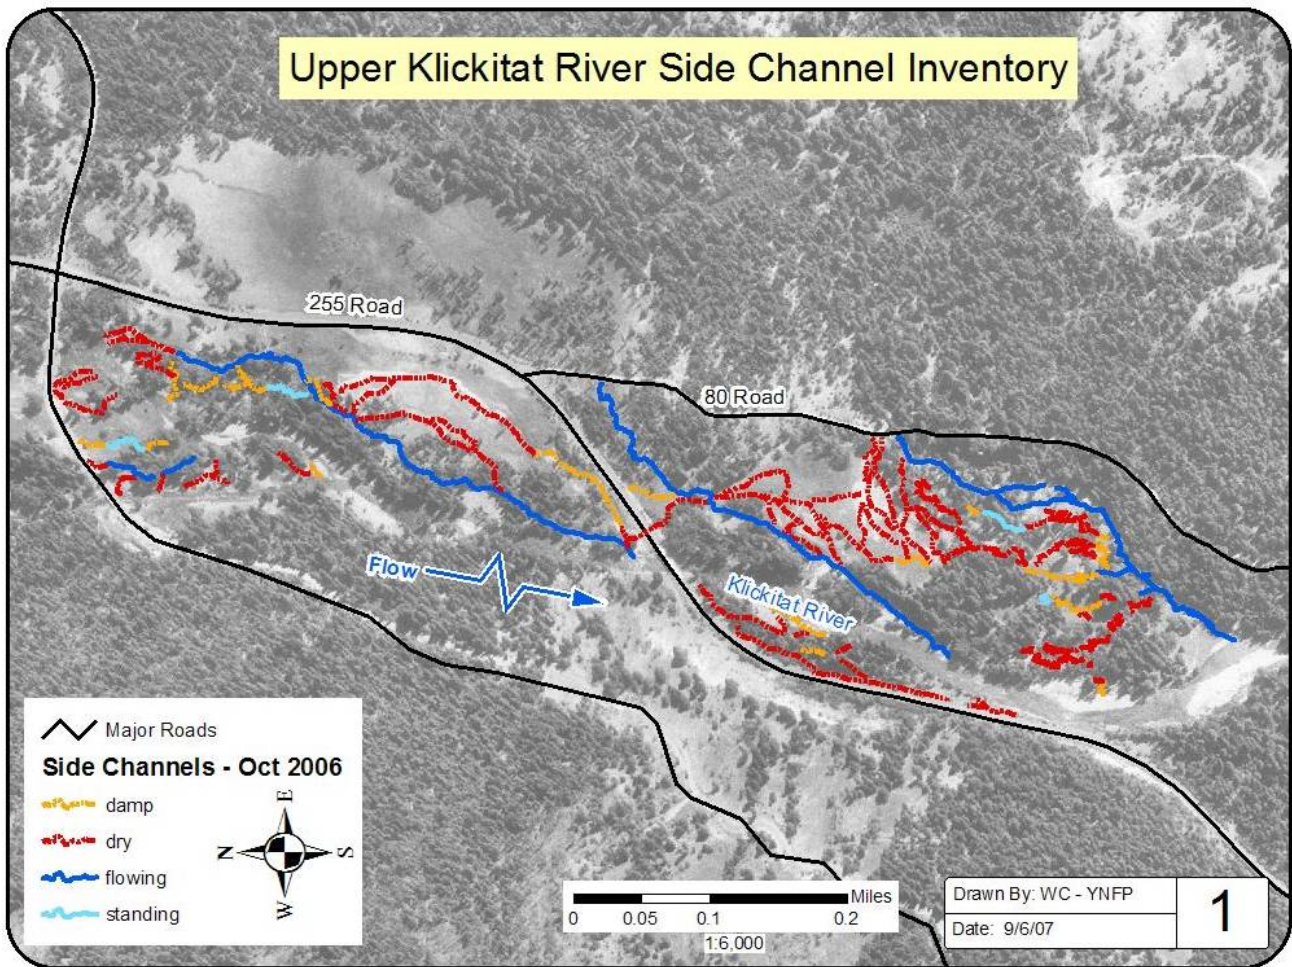 Upper Klickitat River Side Channel Inventory
255 Road
80 Road
Flow
Klickitat River
Major Roads
Side Channels - Oct 2006
damp
dry
flowing
standing
E
N
S
W
Miles
0 0.05 0.1 0.2
1:6,000
Drawn By: WC - YNFP
Date: 9/6/07
1